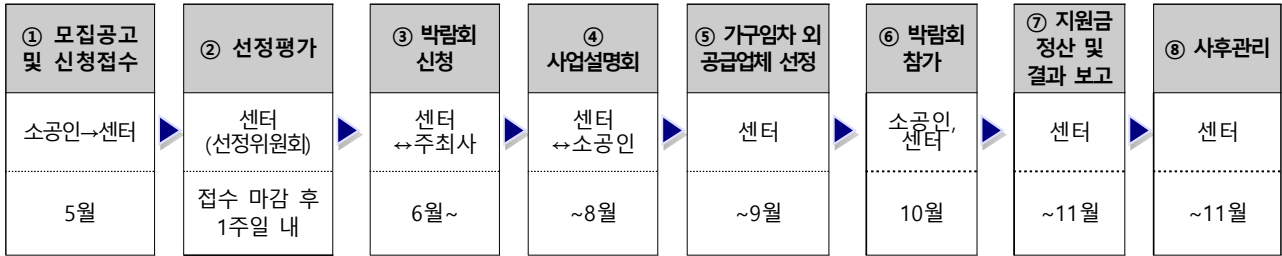 ① 모집공고
및 신청접수
소공인→센터
5월
② 선정평가
센터
(선정위원회)
접수 마감 후
1주일 내
③ 박람회
신청
센터
↔주최사
6월~
④
사업설명회
센터
↔소공인
~8월
⑤ 가구임차 외
공급업체 선정
센터
~9월
⑥ 박람회
참가
소공인,
센터
10월
⑦ 지원금
정산 및
결과 보고
센터
~11월
⑧ 사후관리
센터
~11월